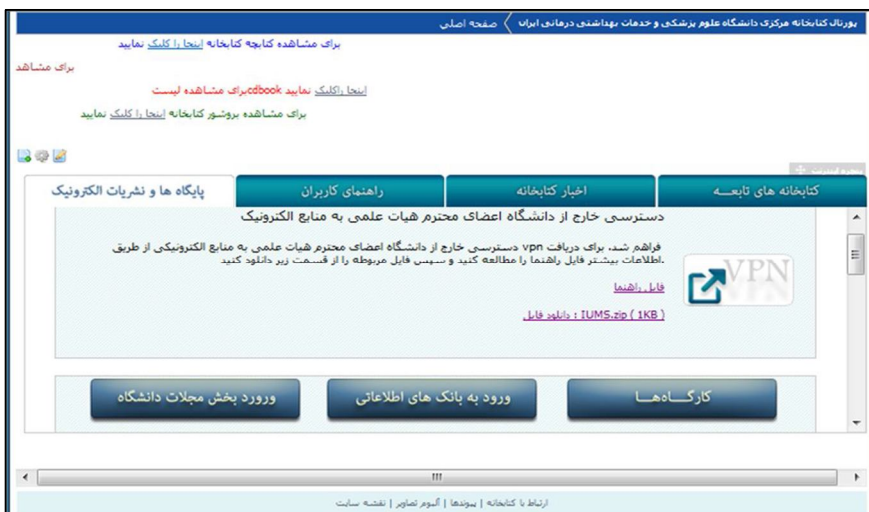 پورتال کتابخانه مرکزی دانشگاه علوم پزشکی و خدمات بهداشتی درمانی ایران
صفحه اصلی
برای مشاهده کتابچه کتابخانه اینجا را کلیک نمایید
برای مشاهد
اینجا راکلیک نمایید cdbookبرای مشاهده لیست
برای مشاهده بروشور کتابخانه اینجا را کلیک نمایید
کتابخانه های تابعـــه
اخبار کتابخانه
راهنمای کاربران
پایگاه ها و نشریات الکترونیک
دسترسی خارج از دانشگاه اعضای محترم هیات علمی به منابع الکترونیک
فراهم شد، برای دریافت vpn دسترسی خارج از دانشگاه اعضای محترم هیات علمی به منابع الکترونیکی از طریق
.اطلاعات بیشتر فایل راهنما را مطالعه کنید و سپس فایل مربوطه را از قسمت زیر دانلود کنید
VPN
فایل راهنما
دانلود فایل : IUMS.zip ( 1KB )
کارگـــاه‌هـــا
ورود به بانک های اطلاعاتی
ورورد بخش مجلات دانشگاه
ارتباط با کتابخانه | پیوندها | آلبوم تصاویر | نقشه سایت